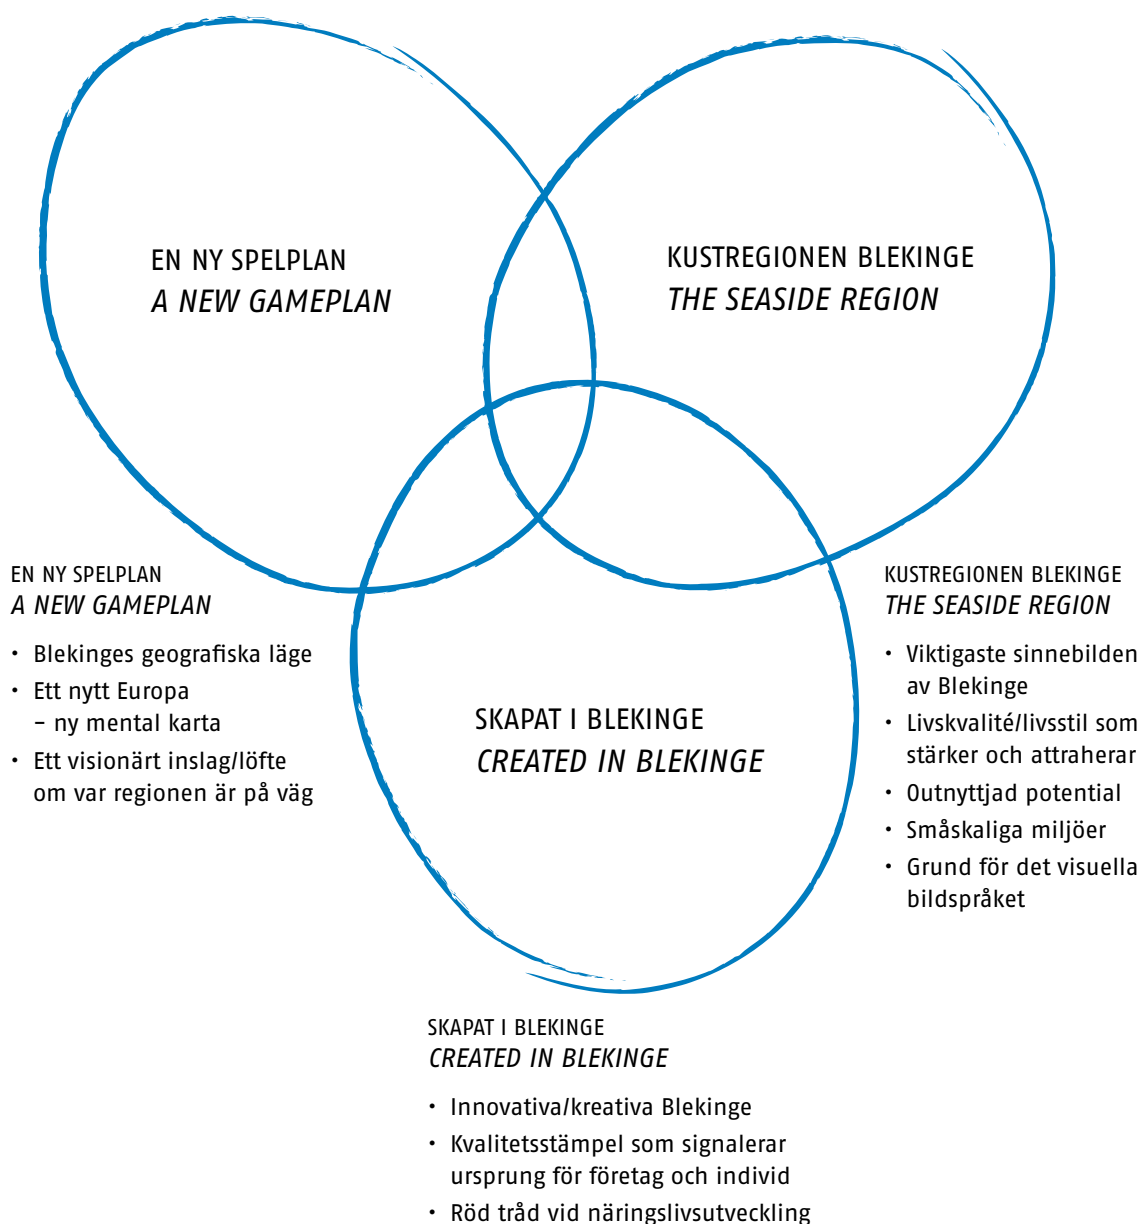 EN NY SPELPLAN
A NEW GAMEPLAN
KUSTREGIONEN BLEKINGE
THE SEASIDE REGION
SKAPAT I BLEKINGE
CREATED IN BLEKINGE
EN NY SPELPLAN
A NEW GAMEPLAN
• Blekinges geografiska läge
• Ett nytt Europa
– ny mental karta
• Ett visionärt inslag/löfte
om var regionen är på väg
KUSTREGIONEN BLEKINGE
THE SEASIDE REGION
• Viktigaste sinnebilden
av Blekinge
• Livskvalité/livsstil som
stärker och attraherar
• Outnyttjad potential
• Småskaliga miljöer
• Grund för det visuella
bildspråket
SKAPAT I BLEKINGE
CREATED IN BLEKINGE
• Innovativa/kreativa Blekinge
• Kvalitetsstämpel som signalerar
ursprung för företag och individ
• Röd tråd vid näringslivsutveckling